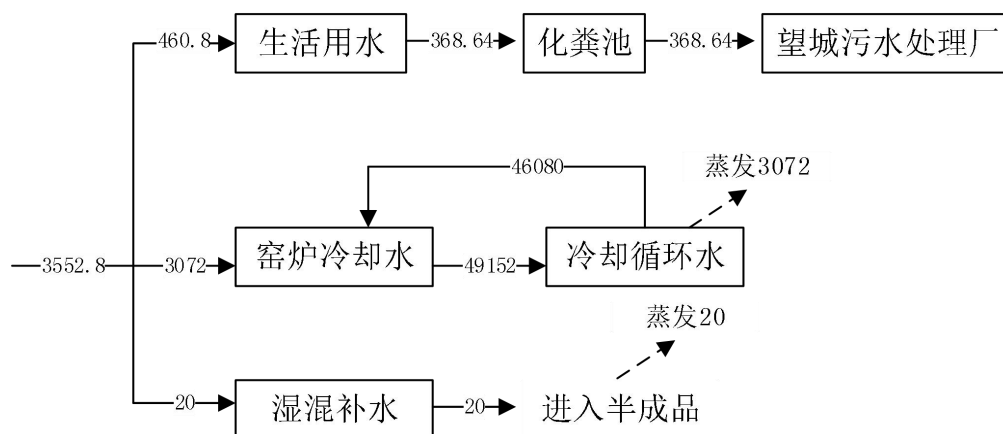 460.8 生活用水 368.64 化粪池 368.64 望城污水处理厂
46080 蒸发3072
3552.8 3072 窑炉冷却水 49152 冷却循环水
蒸发20
20 湿混补水 20 进入半成品